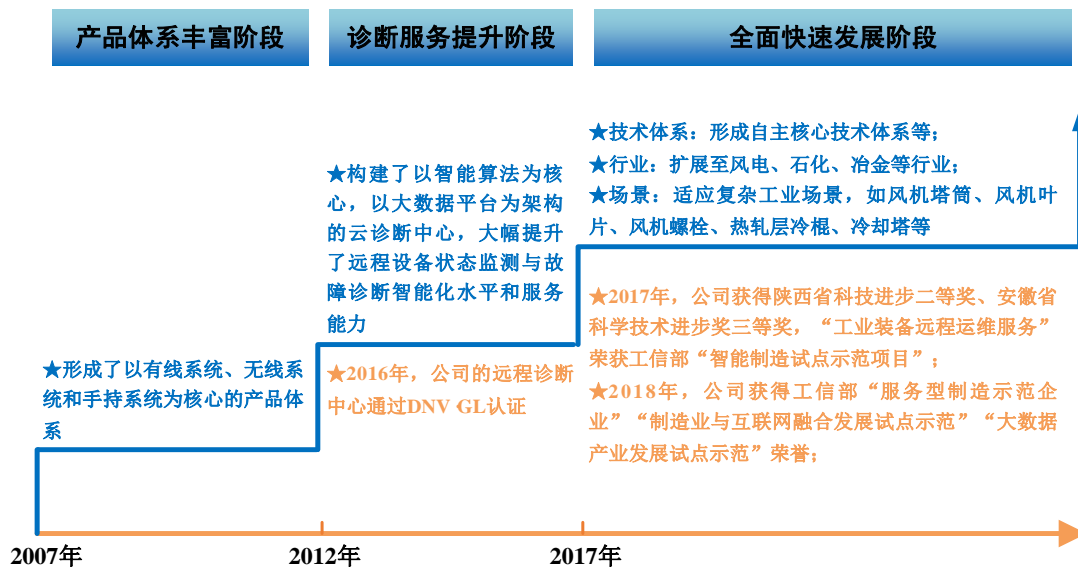 产品体系丰富阶段
诊断服务提升阶段
全面快速发展阶段
★形成了以有线系统、无线系
统和手持系统为核心的产品体
系
★构建了以智能算法为核
心，以大数据平台为架构
的云诊断中心，大幅提升
了远程设备状态监测与故
障诊断智能化水平和服务
能力
★2016年，公司的远程诊断
中心通过DNV GL认证
★技术体系：形成自主核心技术体系等；
★行业：扩展至风电、石化、冶金等行业；
★场景：适应复杂工业场景，如风机塔筒、风机叶
片、风机螺栓、热轧层冷棍、冷却塔等
★2017年，公司获得陕西省科技进步二等奖、安徽省
科学技术进步奖三等奖，“工业装备远程运维服务”
荣获工信部“智能制造试点示范项目”；
★2018年，公司获得工信部“服务型制造示范企
业”“制造业与互联网融合发展试点示范”“大数据
产业发展试点示范”荣誉；
2007年
2012年
2017年